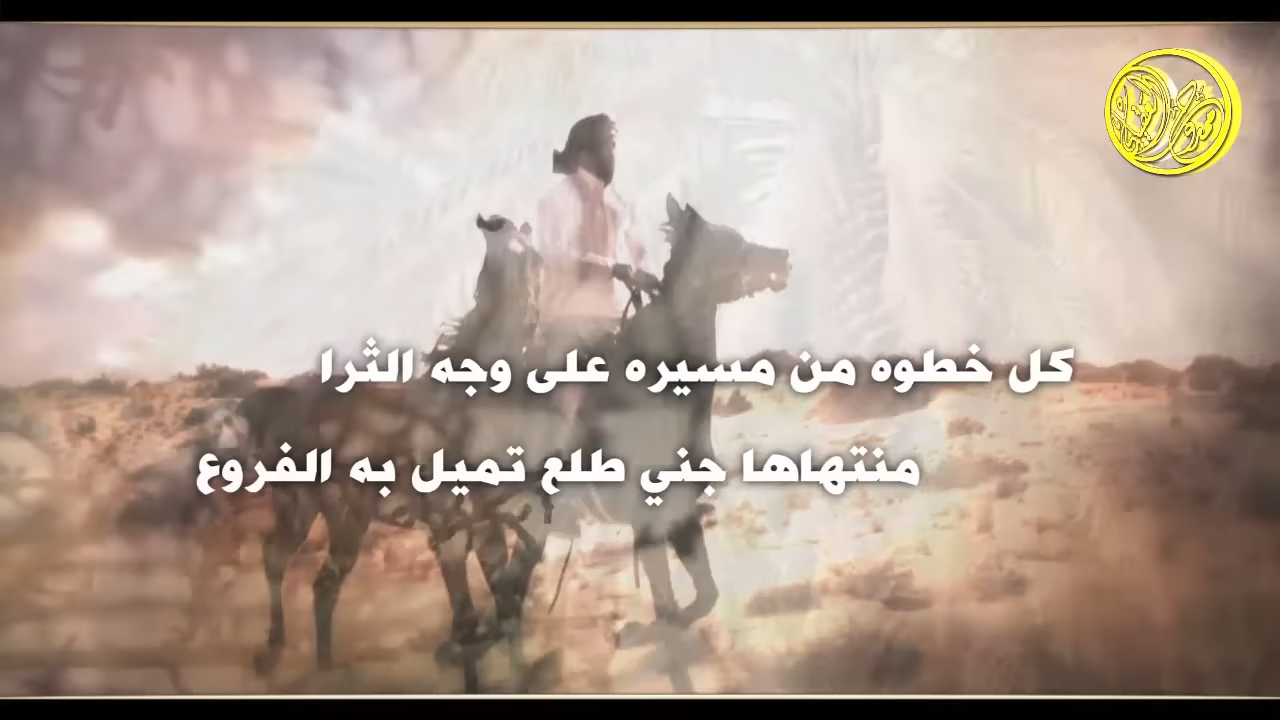 كل خطوه من مسيره على وجه الثرا
منتهاها جني طلع تميل به الفروع